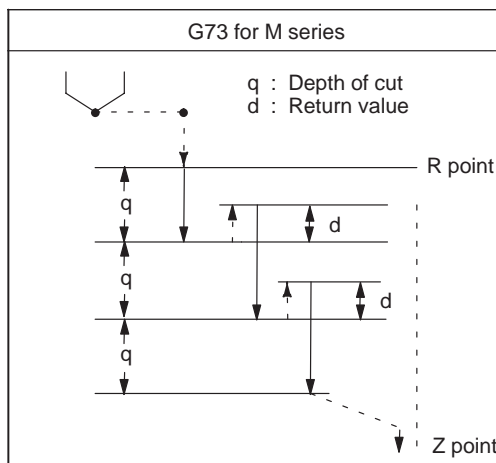 G73 for M series
q : Depth of cut
d : Return value
R point
q
d
q
d
q
Z point